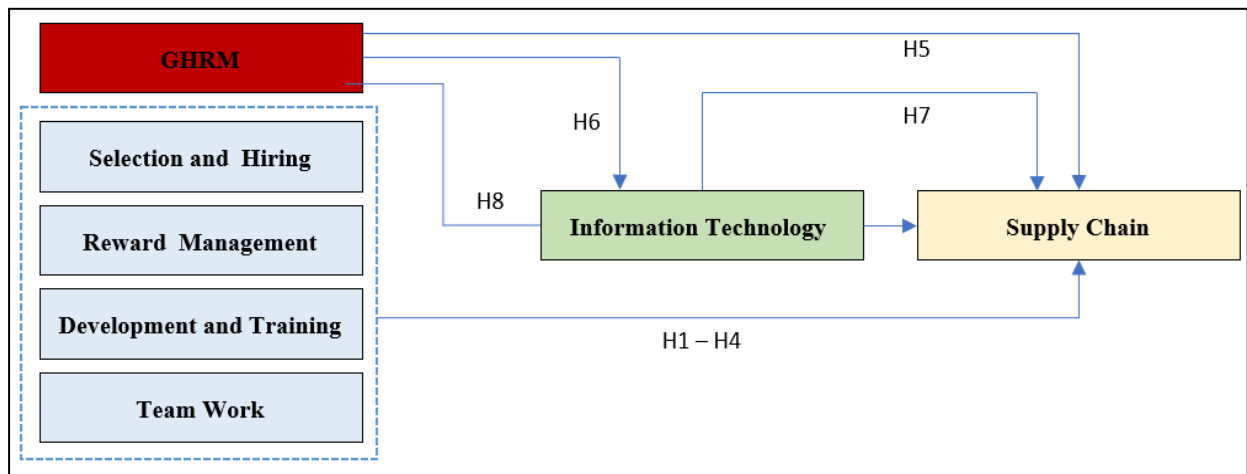 GHRM
H5
H6
H7
Selection and Hiring
H8
Information Technology
Supply Chain
Reward Management
Development and Training
H1 – H4
Team Work